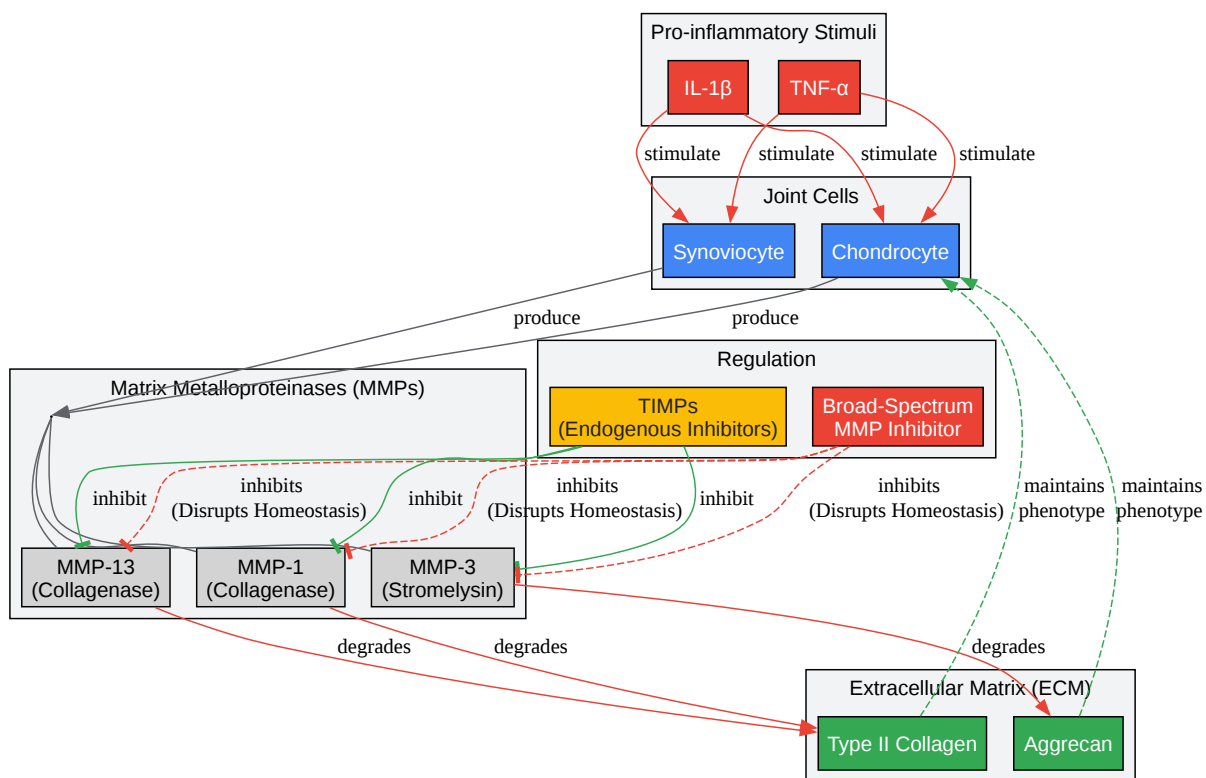 Pro-inflammatory Stimuli
IL-1β
TNF-α
stimulate
stimulate
stimulate
stimulate
Joint Cells
Synoviocyte
Chondrocyte
produce
produce
Regulation
Matrix Metalloproteinases (MMPs)
TIMPs
(Endogenous Inhibitors)
Broad-Spectrum
MMP Inhibitor
inhibit
inhibits
(Disrupts Homeostasis)
inhibit
inhibits
(Disrupts Homeostasis)
inhibit
inhibits
(Disrupts Homeostasis)
maintains
phenotype
maintains
phenotype
MMP-13
(Collagenase)
MMP-1
(Collagenase)
MMP-3
(Stromelysin)
degrades
degrades
degrades
Extracellular Matrix (ECM)
Type II Collagen
Aggrecan